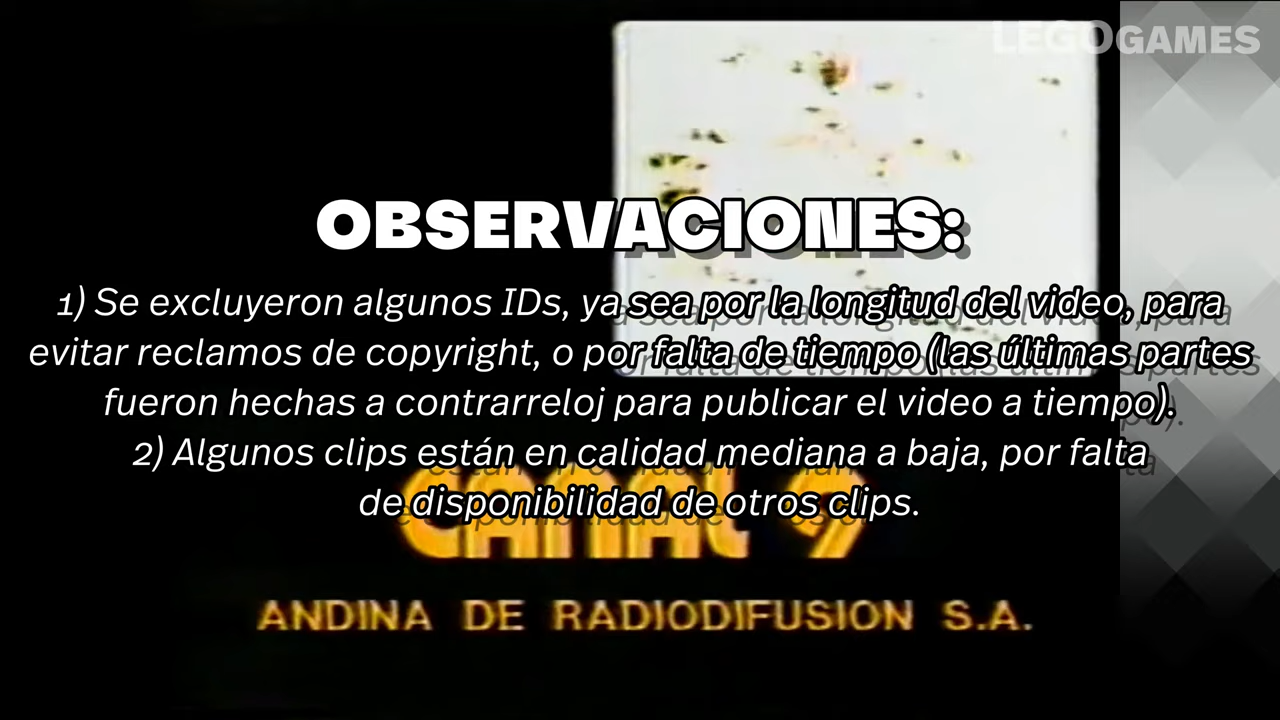 LEGOGAMES
OBSERVACIONES:
1) Se excluyeron algunos IDs, ya sea por la longitud del video, para
evitar reclamos de copyright, o por falta de tiempo (las últimas partes
fueron hechas a contrarreloj para publicar el video a tiempo).
2) Algunos clips están en calidad mediana a baja, por falta
de disponibilidad de otros clips.
CANAL 9
ANDINA DE RADIODIFUSION S.A.